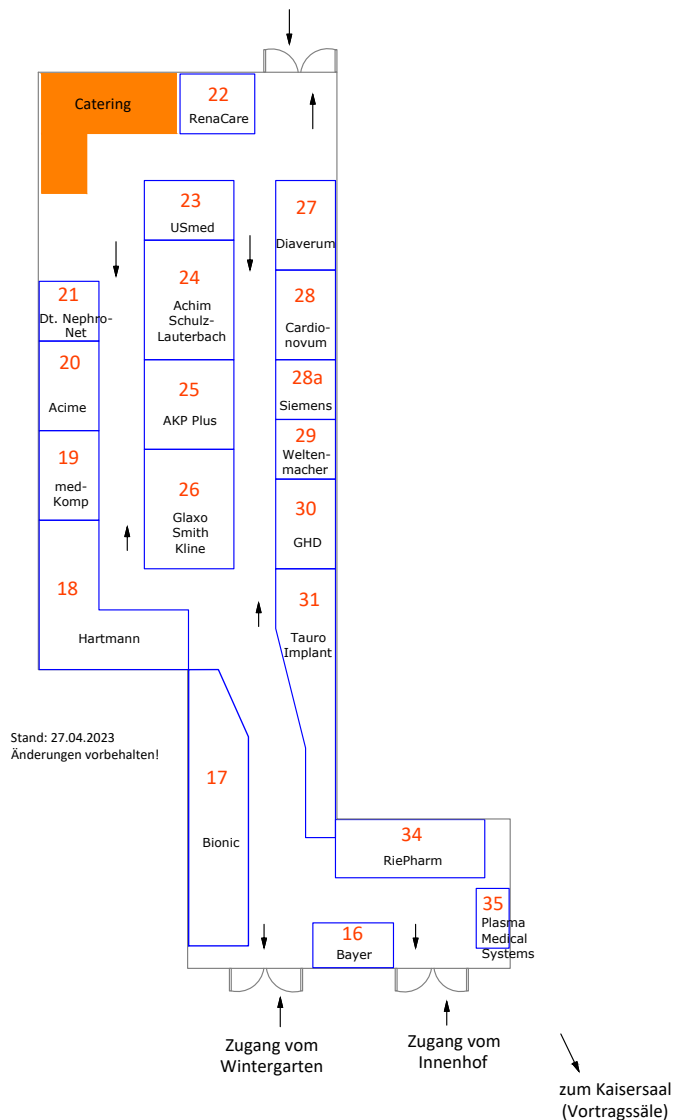 Catering
22
RenaCare
23
USmed
27
Diaverum
24
Achim
Schulz-
Lauterbach
28
Cardio-
novum
21
Dt. Nephro-
Net
20
Acime
25
AKP Plus
28a
Siemens
29
Welten-
macher
19
med-
Komp
26
Glaxo
Smith
Kline
30
GHD
18
Hartmann
31
Tauro
Implant
Stand: 27.04.2023
Änderungen vorbehalten!
17
Bionic
34
RiePharm
35
Plasma
Medical
Systems
16
Bayer
Zugang vom
Wintergarten
Zugang vom
Innenhof
zum Kaisersaal
(Vortragssäle)